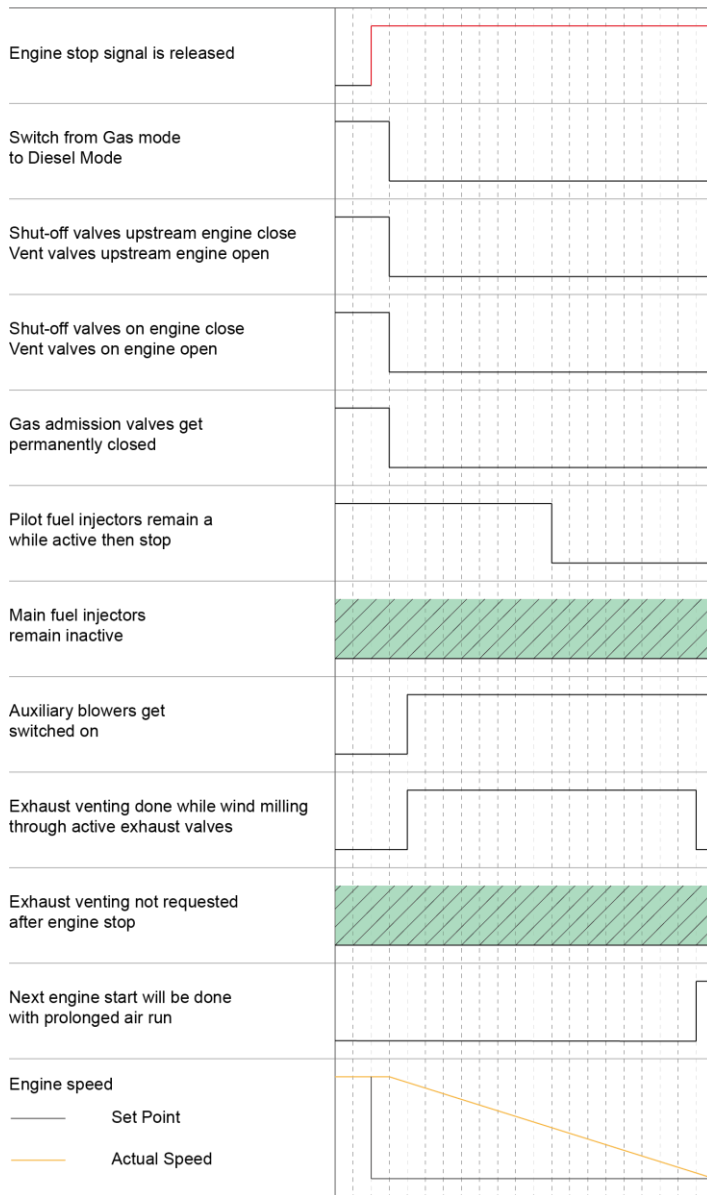 Engine stop signal is released
Switch from Gas mode
to Diesel Mode
Shut-off valves upstream engine close
Vent valves upstream engine open
Shut-off valves on engine close
Vent valves on engine open
Gas admission valves get
permanently closed
Pilot fuel injectors remain a
while active then stop
Main fuel injectors
remain inactive
Auxiliary blowers get
switched on
Exhaust venting done while wind milling
through active exhaust valves
Exhaust venting not requested
after engine stop
Next engine start will be done
with prolonged air run
Engine speed
Set Point
Actual Speed